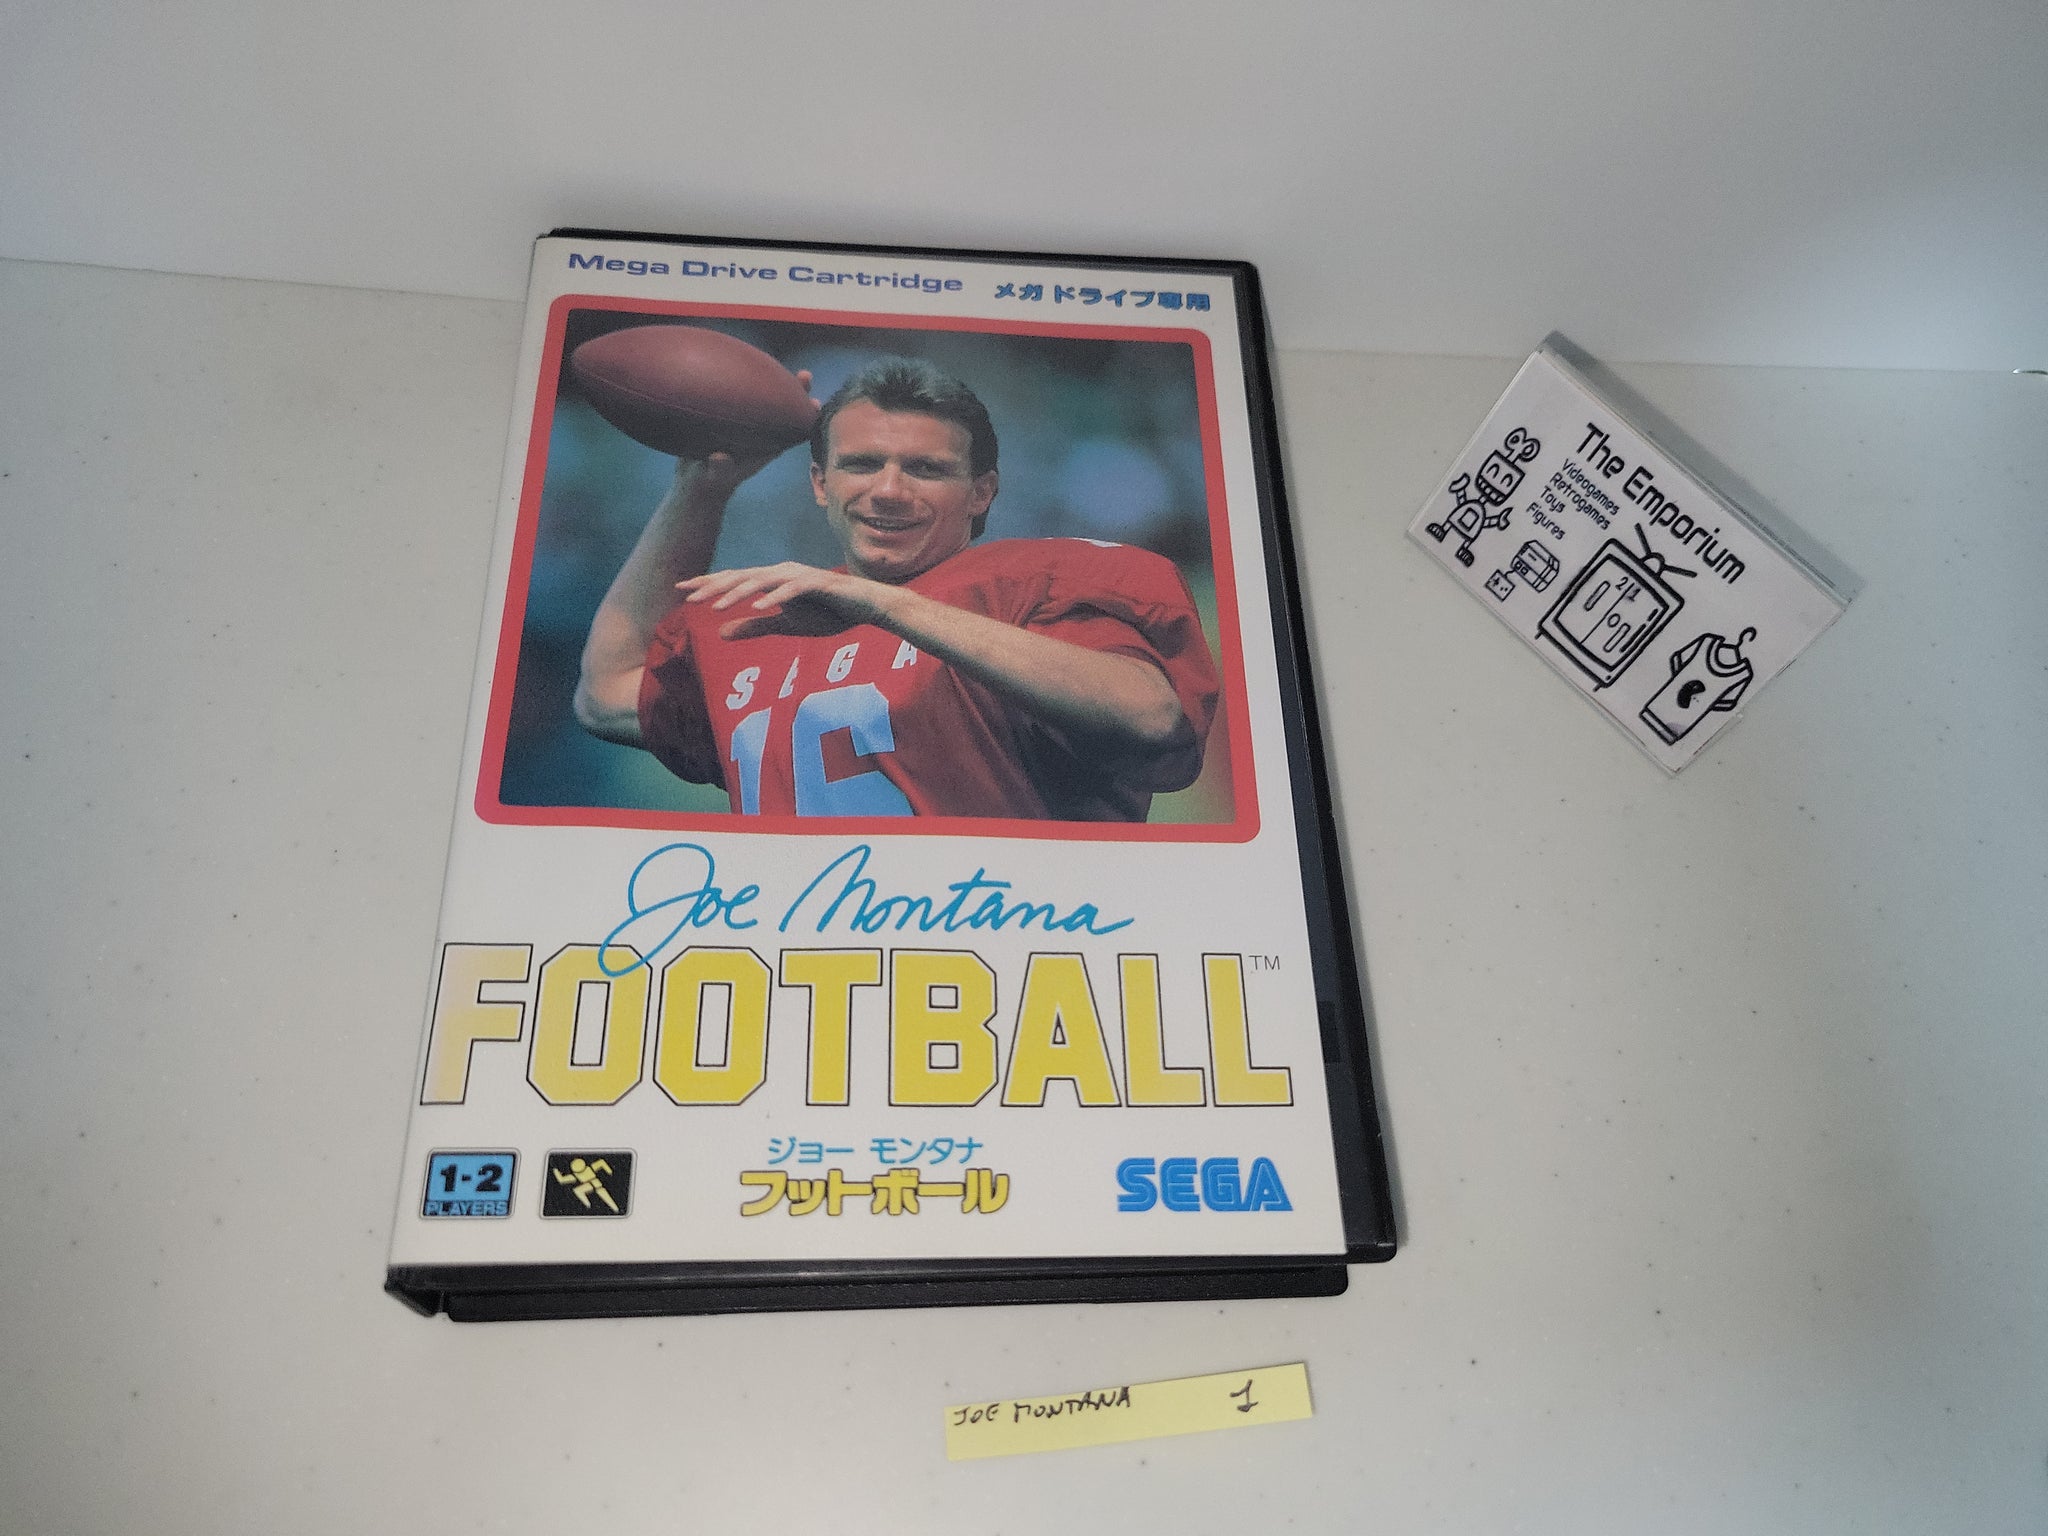 Mega Drive Cartridge メガドライブ専用
SEGA
16
Joe Montana
FOOTBALL™
ジョー モンタナ
フットボール
1-2
PLAYERS
SEGA
The Emporium
Videogames
Retrogames
Toys
Figures
21
JOE MONTANA 1